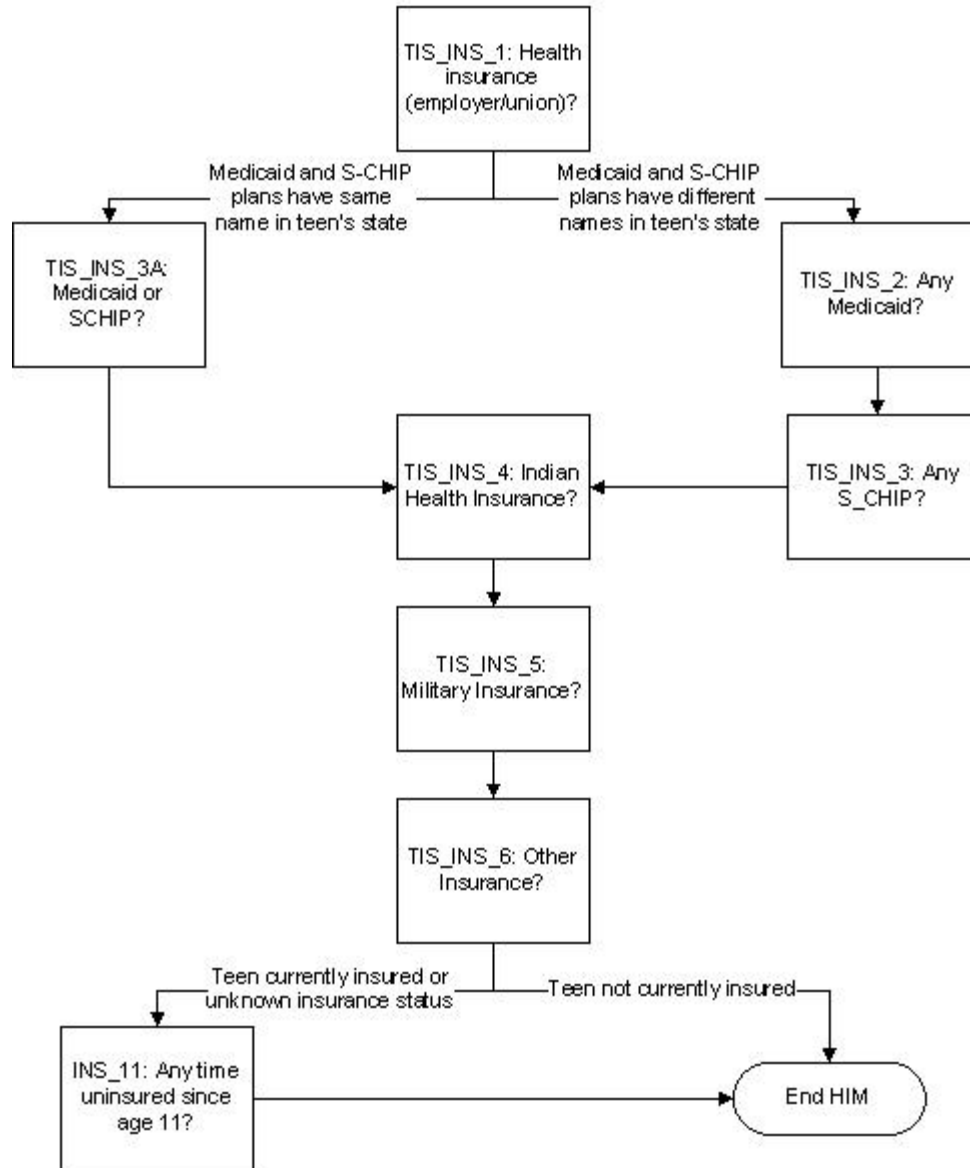 TIS_INS_1: Health
insurance
(employer/union)?
Medicaid and S-CHIP
plans have same
name in teen's state
Medicaid and S-CHIP
plans have different
names in teen's state
TIS_INS_3A:
Medicaid or
SCHIP?
TIS_INS_2: Any
Medicaid?
TIS_INS_4: Indian
Health Insurance?
TIS_INS_3: Any
S_CHIP?
TIS_INS_5:
Military Insurance?
TIS_INS_6: Other
Insurance?
Teen currently insured or
unknown insurance status
Teen not currently insured
INS_11: Any time
uninsured since
age 11?
End HIM